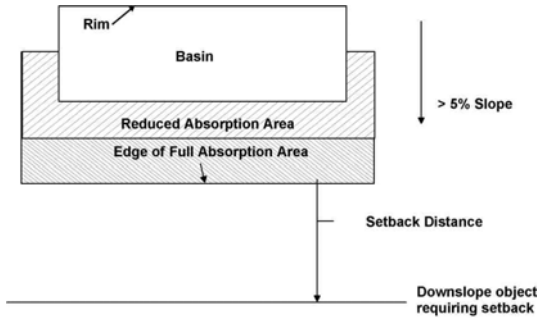 Rim
Basin
> 5% Slope
Reduced Absorption Area
Edge of Full Absorption Area
Setback Distance
Downslope object
requiring setback